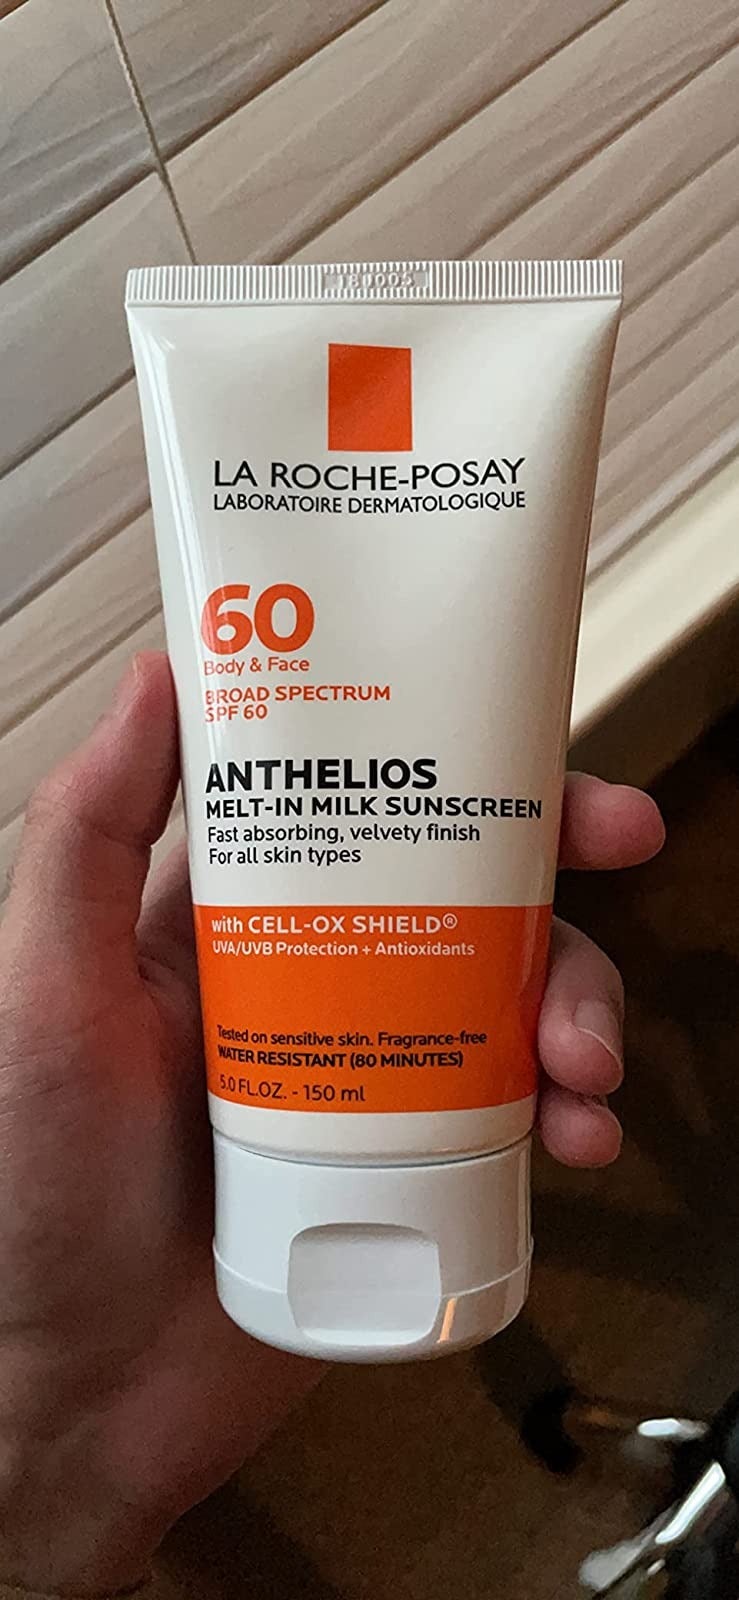 1B0005
LA ROCHE-POSAY
LABORATOIRE DERMATOLOGIQUE
60
Body & Face
BROAD SPECTRUM
SPF 60
ANTHELIOS
MELT-IN MILK SUNSCREEN
Fast absorbing, velvety finish
For all skin types
with CELL-OX SHIELD®
UVA/UVB Protection + Antioxidants
Tested on sensitive skin. Fragrance-free
WATER RESISTANT (80 MINUTES)
5.0 FL.OZ. - 150 ml